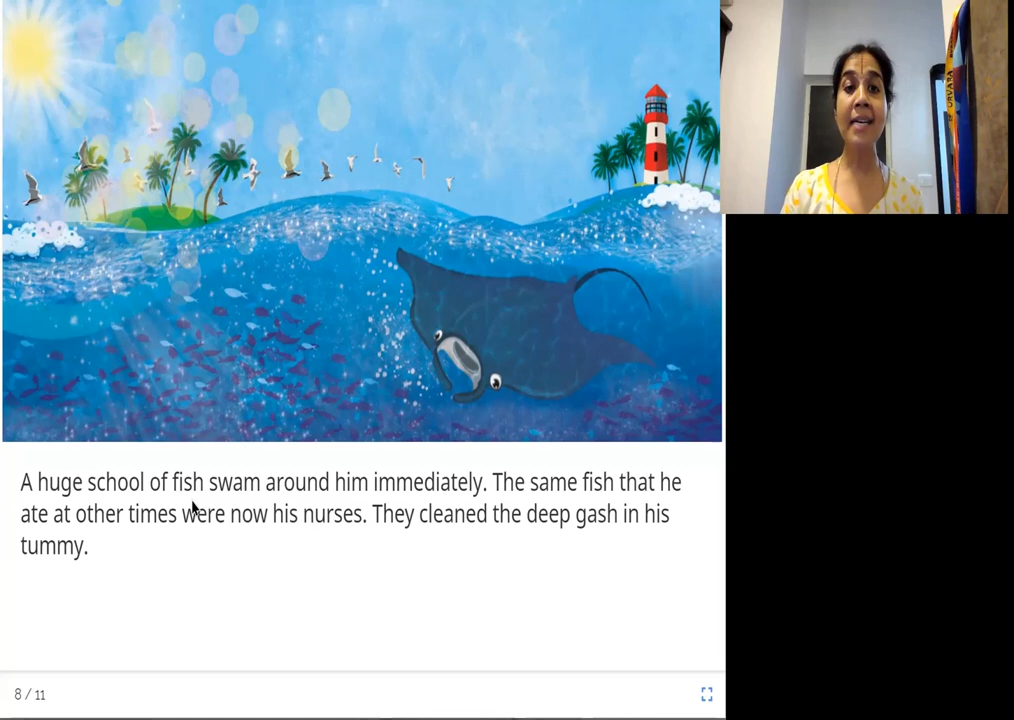 A huge school of fish swam around him immediately. The same fish that he
ate at other times were now his nurses. They cleaned the deep gash in his
tummy.
8 / 11